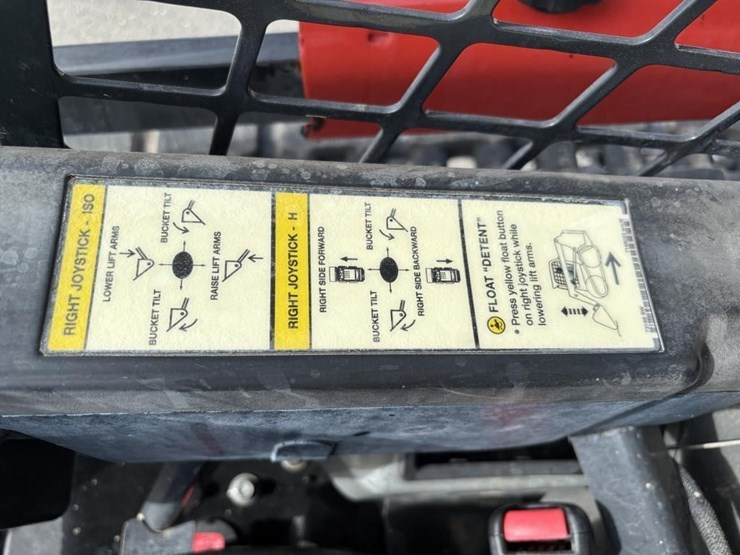 RIGHT JOYSTICK - ISO
LOWER LIFT ARMS
BUCKET TILT
BUCKET TILT
RAISE LIFT ARMS
RIGHT JOYSTICK - H
RIGHT SIDE FORWARD
BUCKET TILT
BUCKET TILT
RIGHT SIDE BACKWARD
FLOAT "DETENT"
* Press yellow float button
on right joystick while
lowering lift arms.